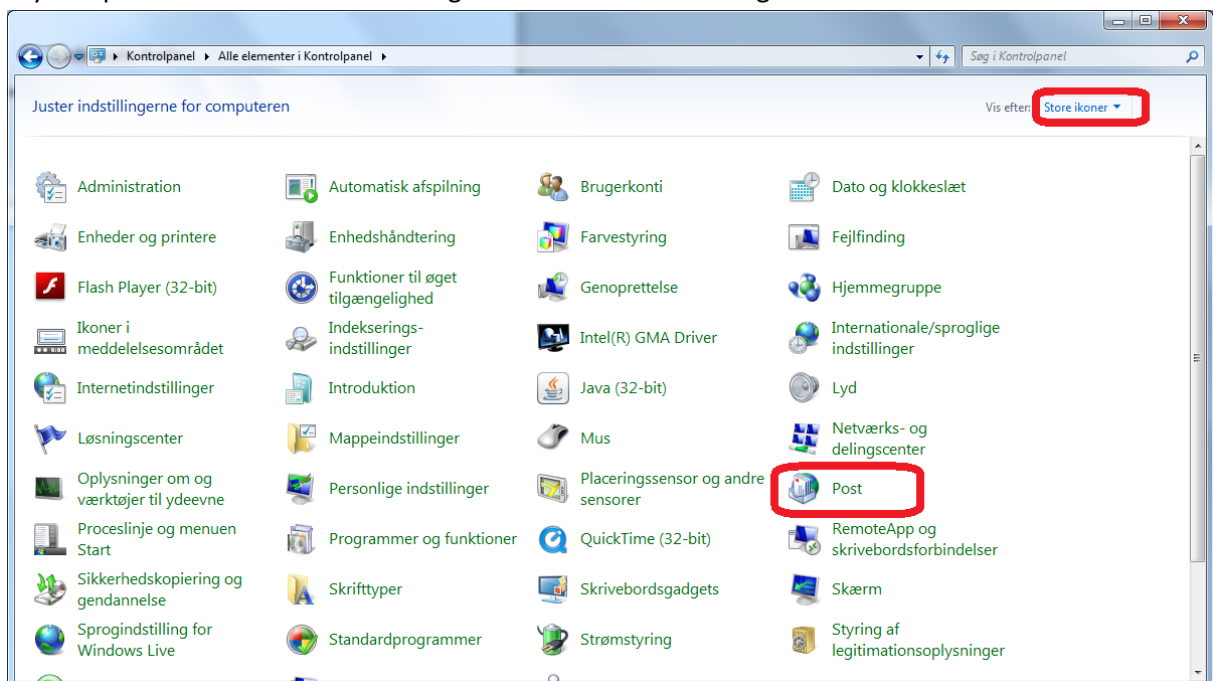 Kontrolpanel ▸ Alle elementer i Kontrolpanel ▸
Søg i Kontrolpanel
Juster indstillingerne for computeren
Vis efter: Store ikoner
Administration
Automatisk afspilning
Brugerkonti
Dato og klokkeslæt
Enheder og printere
Enhedshåndtering
Farvestyring
Fejlfinding
Flash Player (32-bit)
Funktioner til øget
tilgængelighed
Genoprettelse
Hjemmegruppe
Ikoner i
meddelelsesområdet
Indekserings-
indstillinger
Intel(R) GMA Driver
Internationale/sproglige
indstillinger
Internetindstillinger
Introduktion
Java (32-bit)
Lyd
Løsningscenter
Mappeindstillinger
Mus
Netværks- og
delingscenter
Oplysninger om og
værktøjer til ydeevne
Personlige indstillinger
Placeringssensor og andre
sensorer
Post
Proceslinje og menuen
Start
Programmer og funktioner
QuickTime (32-bit)
RemoteApp og
skrivebordsforbindelser
Sikkerhedskopiering og
gendannelse
Skrifttyper
Skrivebordsgadgets
Skærm
Sprogindstilling for
Windows Live
Standardprogrammer
Strømstyring
Styring af
legitimationsoplysninger